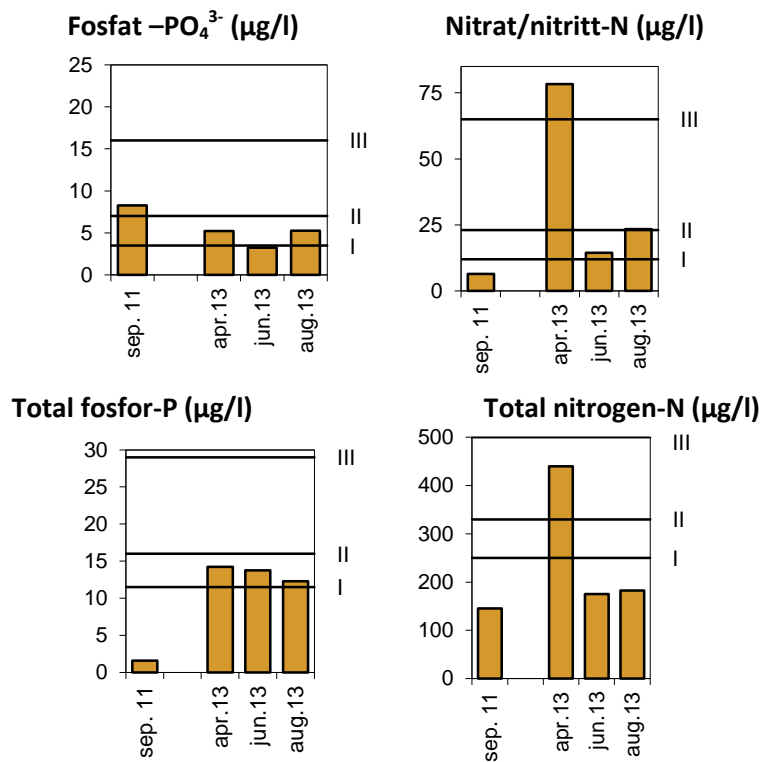 Fosfat –PO₄³⁻ (µg/l)
25
20
15
10
5
0
III
II
I
sep. 11
apr.13
jun.13
aug.13
Nitrat/nitritt-N (µg/l)
75
50
25
0
III
II
I
sep. 11
apr.13
jun.13
aug.13
Total fosfor-P (µg/l)
30
25
20
15
10
5
0
III
II
I
sep. 11
apr.13
jun.13
aug.13
Total nitrogen-N (µg/l)
500
400
300
200
100
0
III
II
I
sep. 11
apr.13
jun.13
aug.13